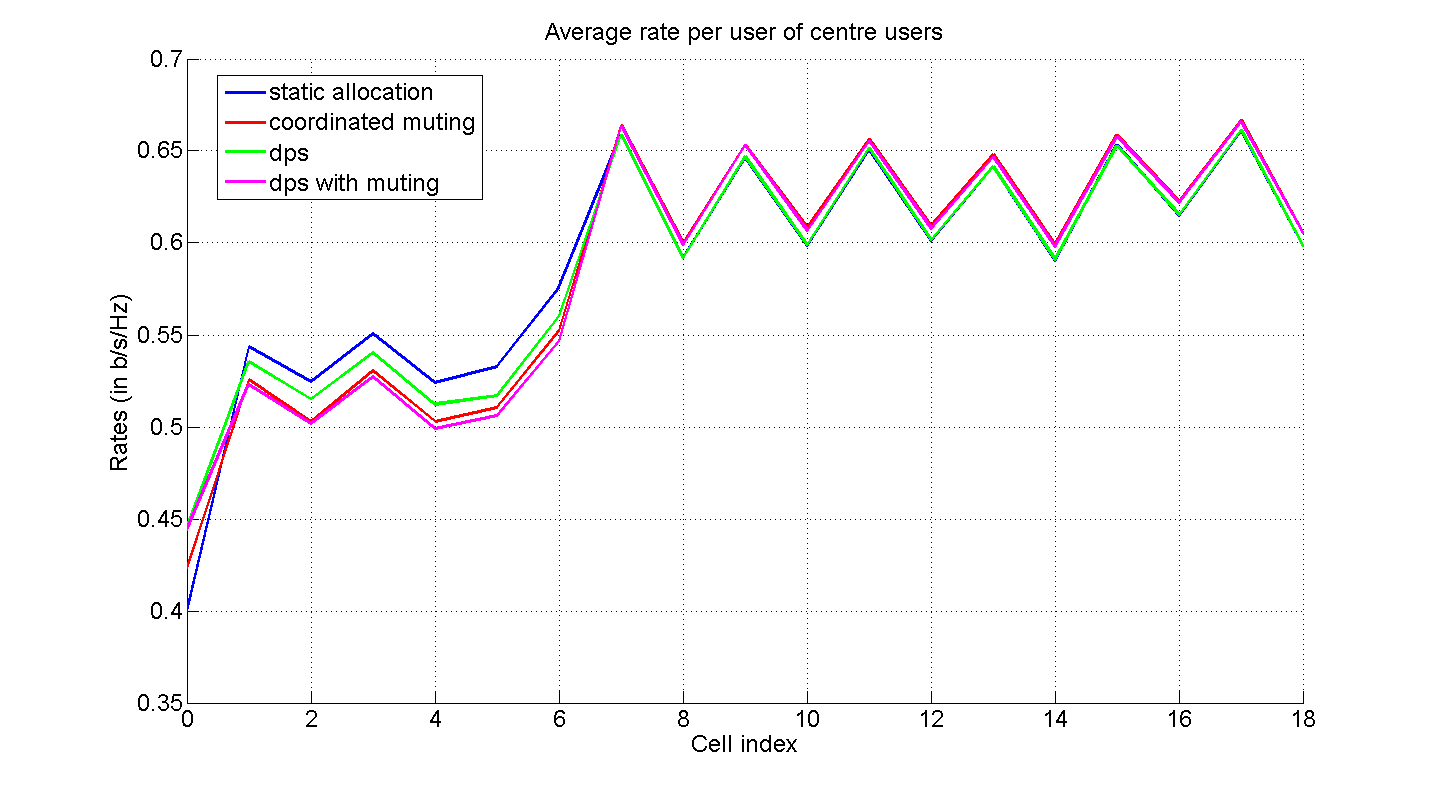 Average rate per user of centre users
0.7
0.65
0.6
0.55
0.5
0.45
0.4
0.35
static allocation
coordinated muting
dps
dps with muting
Rates (in b/s/Hz)
0 2 4 6 8 10 12 14 16 18
Cell index